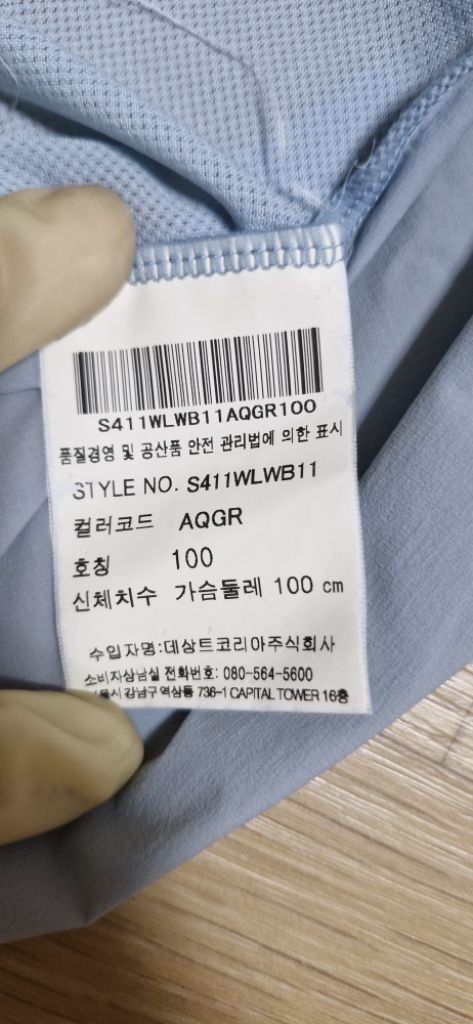 S411WLWB11AQGR100
품질경영 및 공산품 안전 관리법에 의한 표시
STYLE NO. S411WLWB11
컬러코드 AQGR
호칭 100
신체치수 가슴둘레 100 cm
수입자명:데상트코리아주식회사
소비자상남실 전화번호: 080-564-5600
서울시 강남구 역삼동 736-1 CAPITAL TOWER 16층